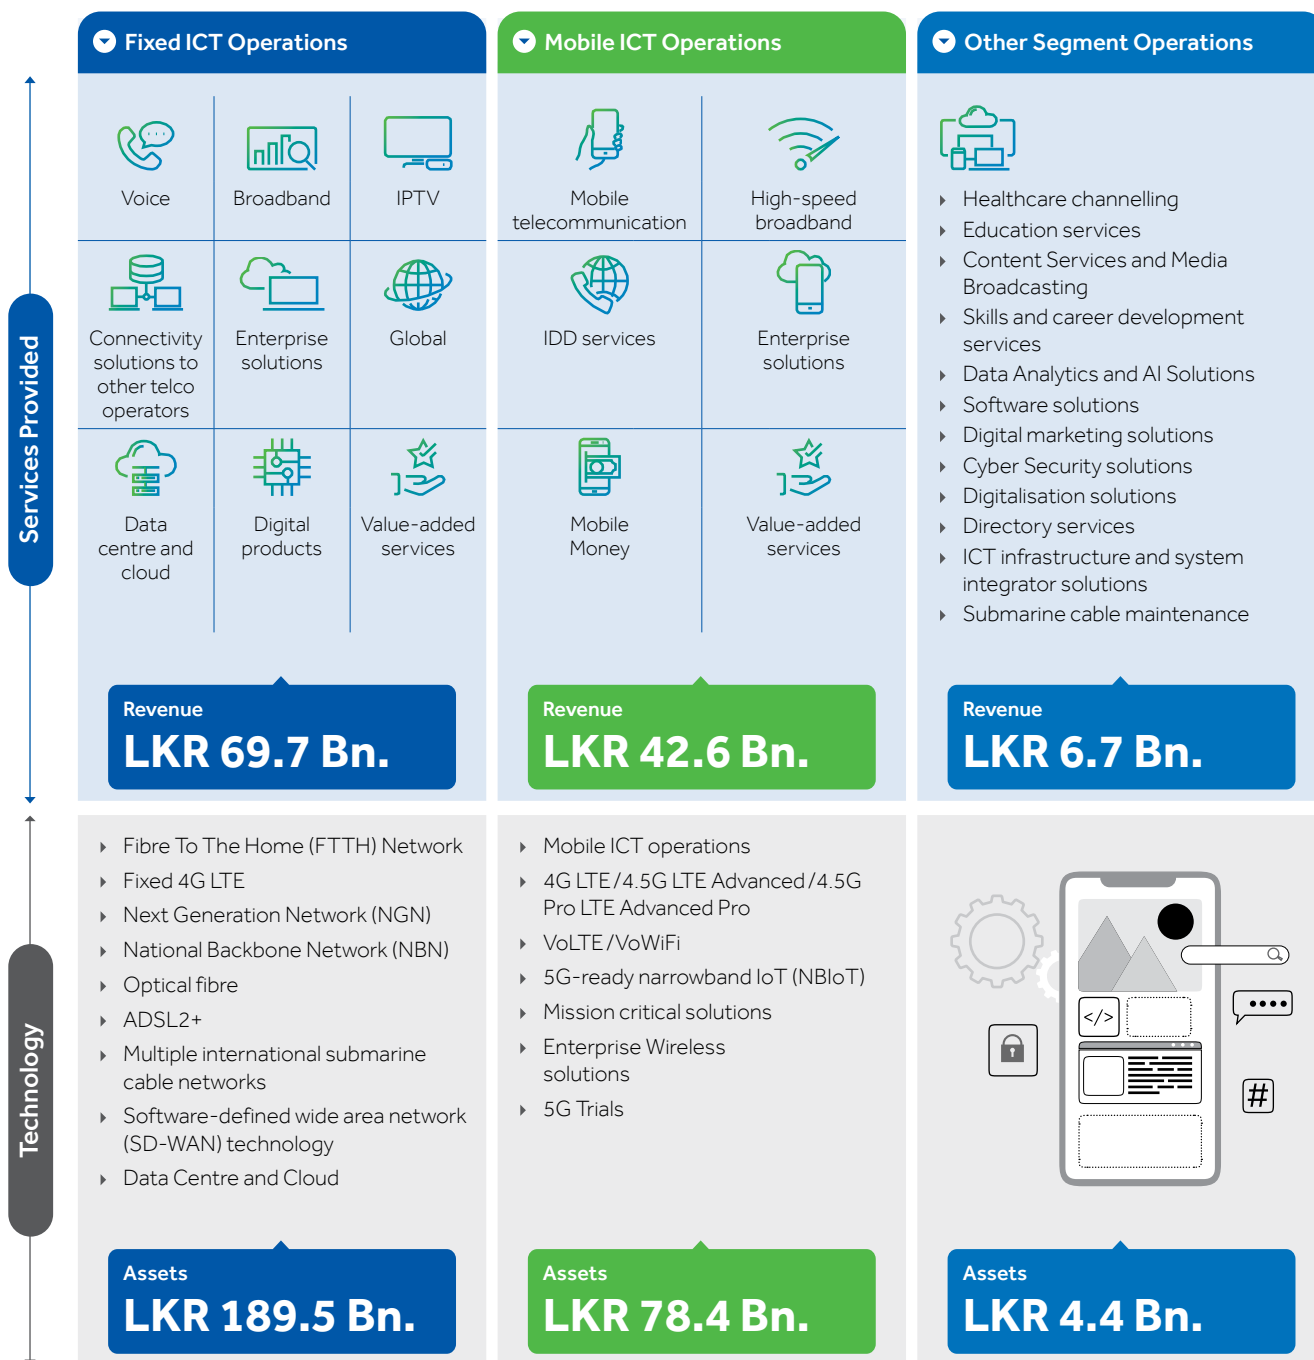 Fixed ICT Operations
Mobile ICT Operations
Other Segment Operations
Services Provided
Voice
Broadband
IPTV
Connectivity
solutions to
other telco
operators
Enterprise
solutions
Global
Data
centre and
cloud
Digital
products
Value-added
services
Revenue
LKR 69.7 Bn.
Mobile
telecommunication
High-speed
broadband
IDD services
Enterprise
solutions
Mobile
Money
Value-added
services
Revenue
LKR 42.6 Bn.
Healthcare channelling
Education services
Content Services and Media
Broadcasting
Skills and career development
services
Data Analytics and AI Solutions
Software solutions
Digital marketing solutions
Cyber Security solutions
Digitalisation solutions
Directory services
ICT infrastructure and system
integrator solutions
Submarine cable maintenance
Revenue
LKR 6.7 Bn.
Technology
Fibre To The Home (FTTH) Network
Fixed 4G LTE
Next Generation Network (NGN)
National Backbone Network (NBN)
Optical fibre
ADSL2+
Multiple international submarine
cable networks
Software-defined wide area network
(SD-WAN) technology
Data Centre and Cloud
Assets
LKR 189.5 Bn.
Mobile ICT operations
4G LTE/4.5G LTE Advanced/4.5G
Pro LTE Advanced Pro
VoLTE/VoWiFi
5G-ready narrowband IoT (NBIoT)
Mission critical solutions
Enterprise Wireless
solutions
5G Trials
Assets
LKR 78.4 Bn.
</>
#
Assets
LKR 4.4 Bn.